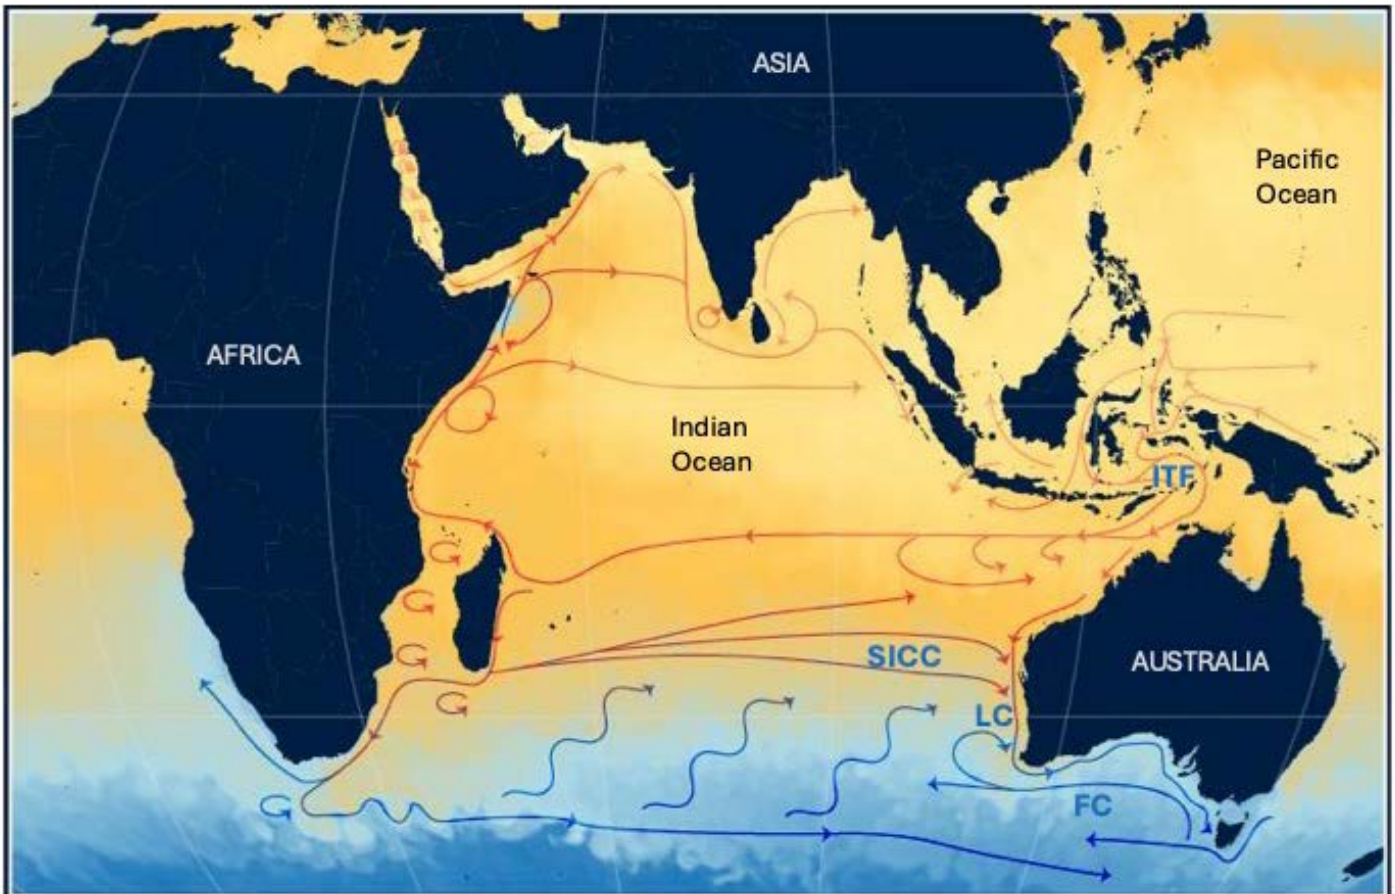 ASIA
Pacific
Ocean
AFRICA
Indian
Ocean
ITF
SICC
AUSTRALIA
LC
FC